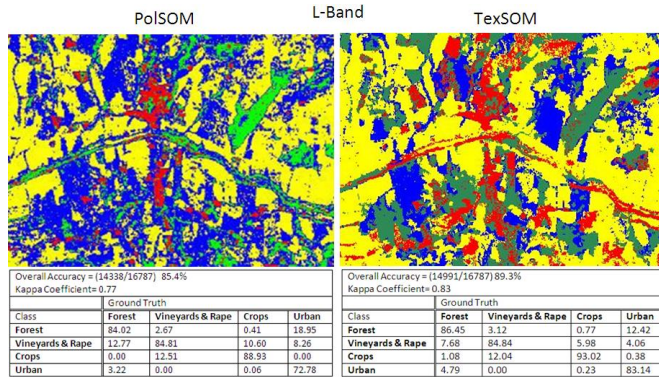 L-Band
PolSOM
TexSOM
Overall Accuracy = (14338/16787) 85.4%
Kappa Coefficient= 0.77
Ground Truth
Class Forest Vineyards & Rape Crops Urban
Forest 84.02 2.67 0.41 18.95
Vineyards & Rape 12.77 84.81 10.60 8.26
Crops 0.00 12.51 88.93 0.00
Urban 3.22 0.00 0.06 72.78
Overall Accuracy = (14991/16787) 89.3%
Kappa Coefficient= 0.83
Ground Truth
Class Forest Vineyards & Rape Crops Urban
Forest 86.45 3.12 0.77 12.42
Vineyards & Rape 7.68 84.84 5.98 4.06
Crops 1.08 12.04 93.02 0.38
Urban 4.79 0.00 0.23 83.14